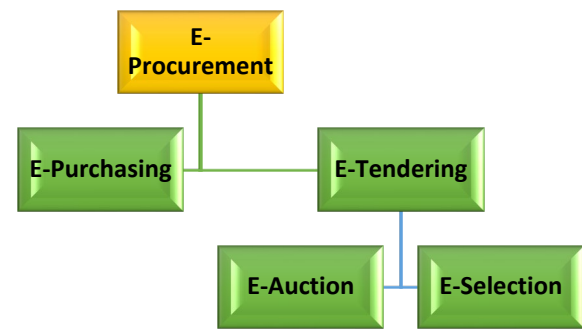 E-
Procurement
E-Purchasing
E-Tendering
E-Auction
E-Selection